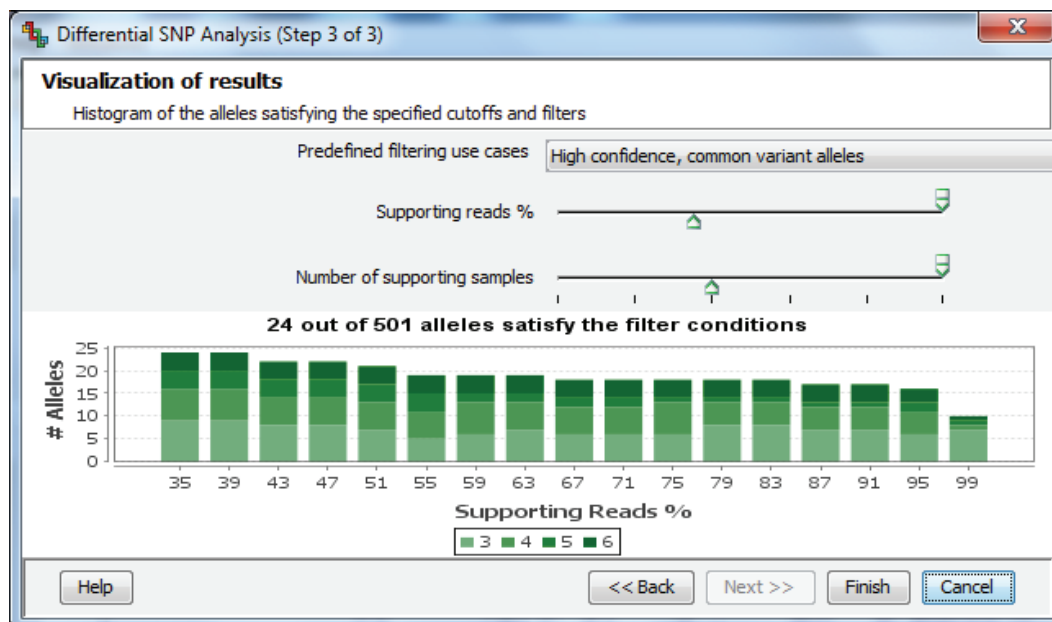 Differential SNP Analysis (Step 3 of 3)
X
Visualization of results
Histogram of the alleles satisfying the specified cutoffs and filters
Predefined filtering use cases High confidence, common variant alleles
Supporting reads %
Number of supporting samples
24 out of 501 alleles satisfy the filter conditions
# Alleles
25
20
15
10
5
0
35 39 43 47 51 55 59 63 67 71 75 79 83 87 91 95 99
Supporting Reads %
3 4 5 6
Help << Back Next >> Finish Cancel